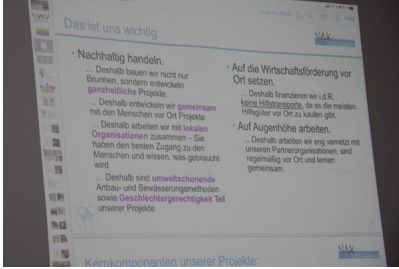 Das ist uns wichtig:
NAK
• Nachhaltig handeln.
... Deshalb bauen wir nicht nur
Brunnen, sondern entwickeln
ganzheitliche Projekte
... Deshalb entwickeln wir gemeinsam
mit den Menschen vor Ort Projekte
... Deshalb arbeiten wir mit lokalen
Organisationen zusammen – Sie
haben den besten Zugang zu den
Menschen und wissen, was gebraucht
wird
... Deshalb sind umweltschonende
Anbau- und Bewässerungsmethoden
sowie Geschlechtergerechtigkeit Teil
unserer Projekte
• Auf die Wirtschaftsförderung vor
Ort setzen.
... Deshalb finanzieren wir i.d.R.
keine Hilfstransporte, da es die meisten
Hilfsgüter vor Ort zu kaufen gibt.
• Auf Augenhöhe arbeiten.
... Deshalb arbeiten wir eng vernetzt mit
unseren Partnerorganisationen, sind
regelmäßig vor Ort und lernen
gemeinsam.
NAK
Kernkomponenten unserer Projekte: